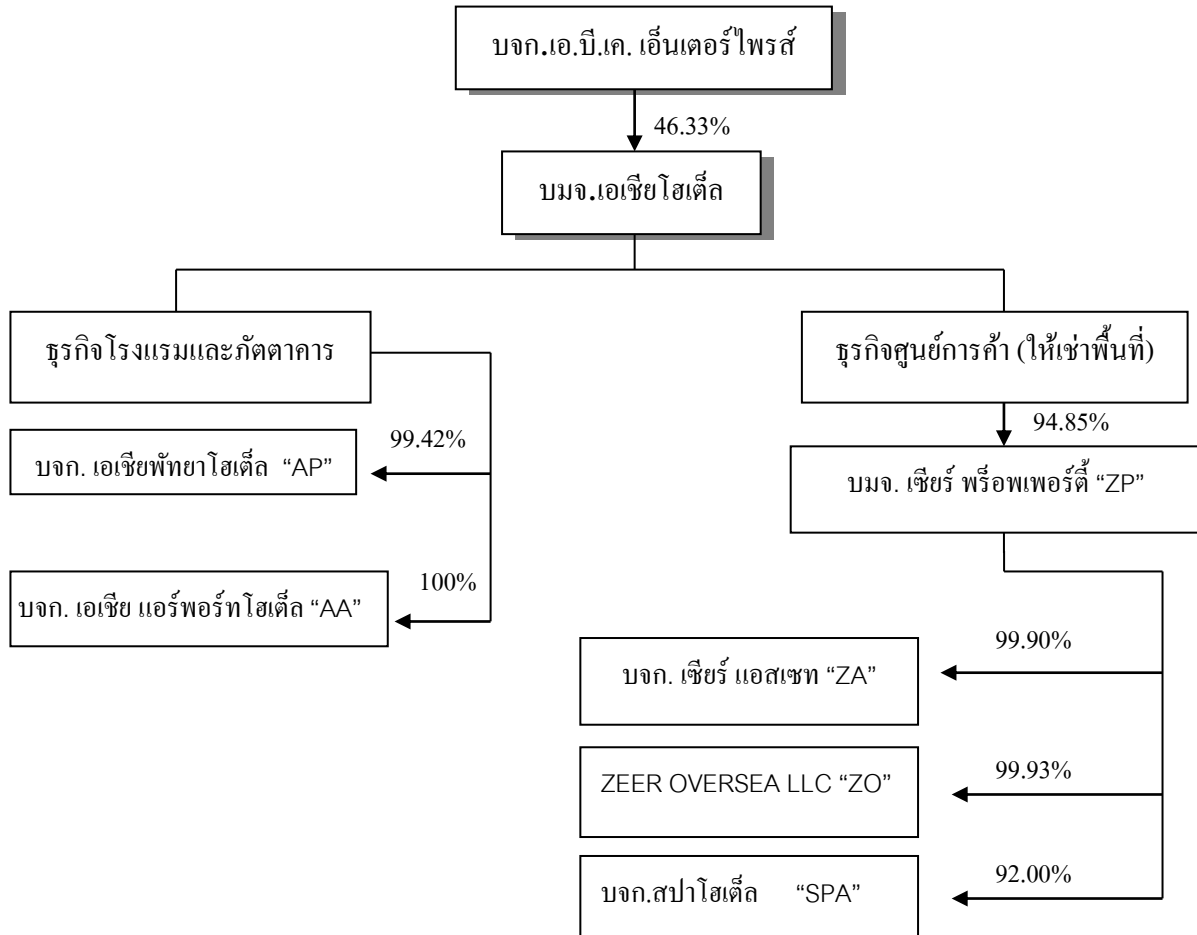 บจก.เอ.บี.เค. เอ็นเตอร์ไพรส์
46.33%
บมจ.เอเชียโฮเต็ล
ธุรกิจโรงแรมและภัตตาคาร
ธุรกิจศูนย์การค้า (ให้เช่าพื้นที่)
99.42%
94.85%
บจก. เอเชียพัทยาโฮเต็ล “AP”
บมจ. เซียร์ พร็อพเพอร์ตี้ “ZP”
100%
บจก. เอเชีย แอร์พอร์ทโฮเต็ล “AA”
99.90%
บจก. เซียร์ แอสเซท “ZA”
99.93%
ZEER OVERSEA LLC “ZO”
92.00%
บจก.สปาโฮเต็ล “SPA”